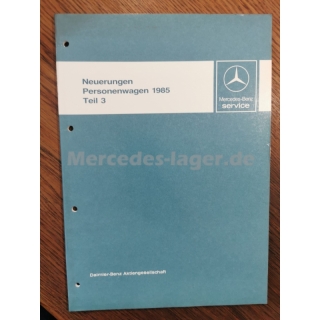 Neuerungen
Personenwagen 1985
Teil 3
Mercedes-Benz
service
Mercedes-lager.de
Daimler-Benz Aktiengesellschaft